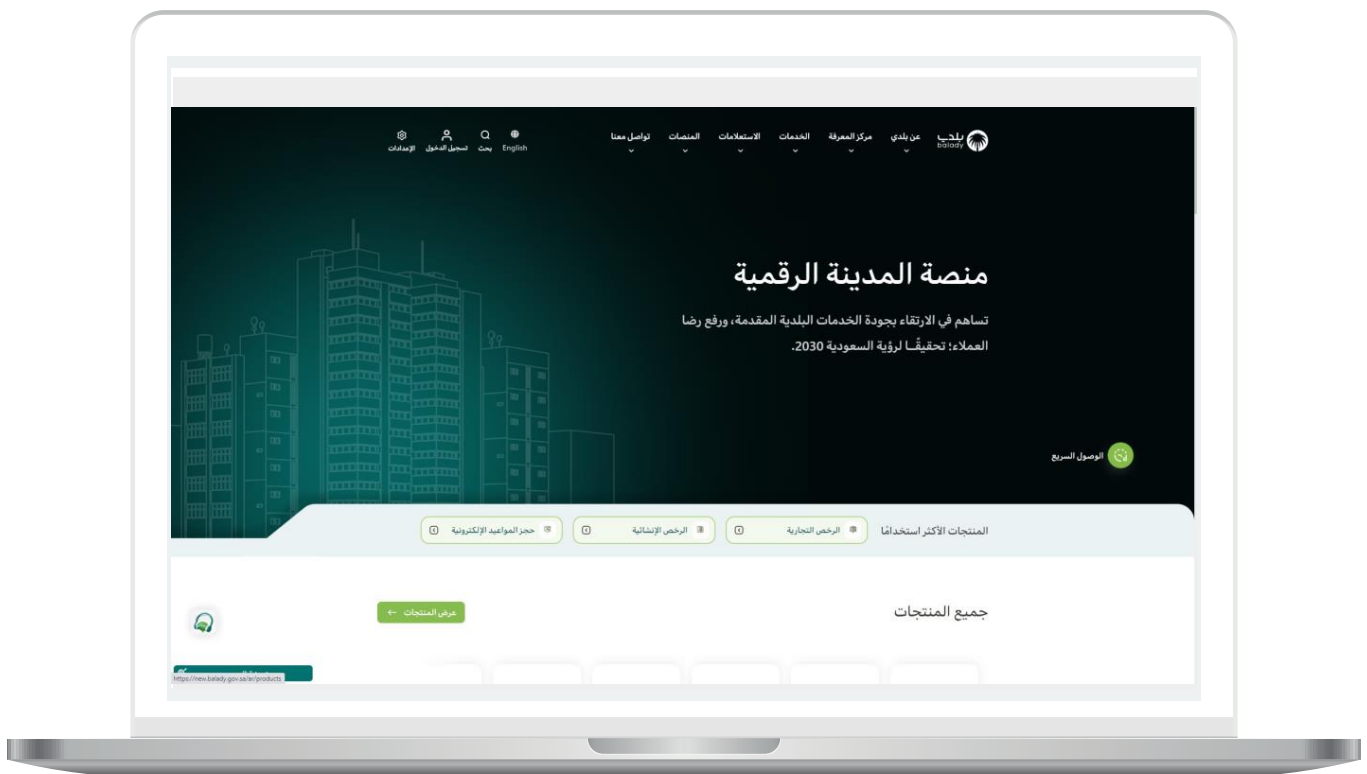 بلدي
balady
عن بلدي
مركز المعرفة
الخدمات
الاستعلامات
المنصات
تواصل معنا
English
بحث
تسجيل الدخول
الإعدادات
منصة المدينة الرقمية
تساهم في الارتقاء بجودة الخدمات البلدية المقدمة، ورفع رضا
العملاء؛ تحقيقًـا لرؤية السعودية 2030.
الوصول السريع
المنتجات الأكثر استخدامًا
الرخص التجارية
الرخص الإنشائية
حجز المواعيد الإلكترونية
جميع المنتجات
عرض المنتجات ←
https://new.balady.gov.sa/ar/products